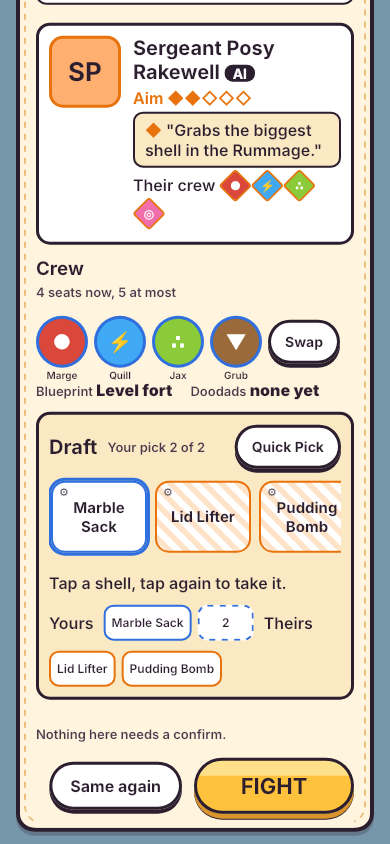 SP
Sergeant Posy
Rakewell AI
Aim
"Grabs the biggest
shell in the Rummage."
Their crew
Crew
4 seats now, 5 at most
Marge
Quill
Jax
Grub
Swap
Blueprint Level fort Doodads none yet
Draft Your pick 2 of 2 Quick Pick
Marble
Sack
Lid Lifter
Pudding
Bomb
Tap a shell, tap again to take it.
Yours Marble Sack 2 Theirs
Lid Lifter Pudding Bomb
Nothing here needs a confirm.
Same again FIGHT